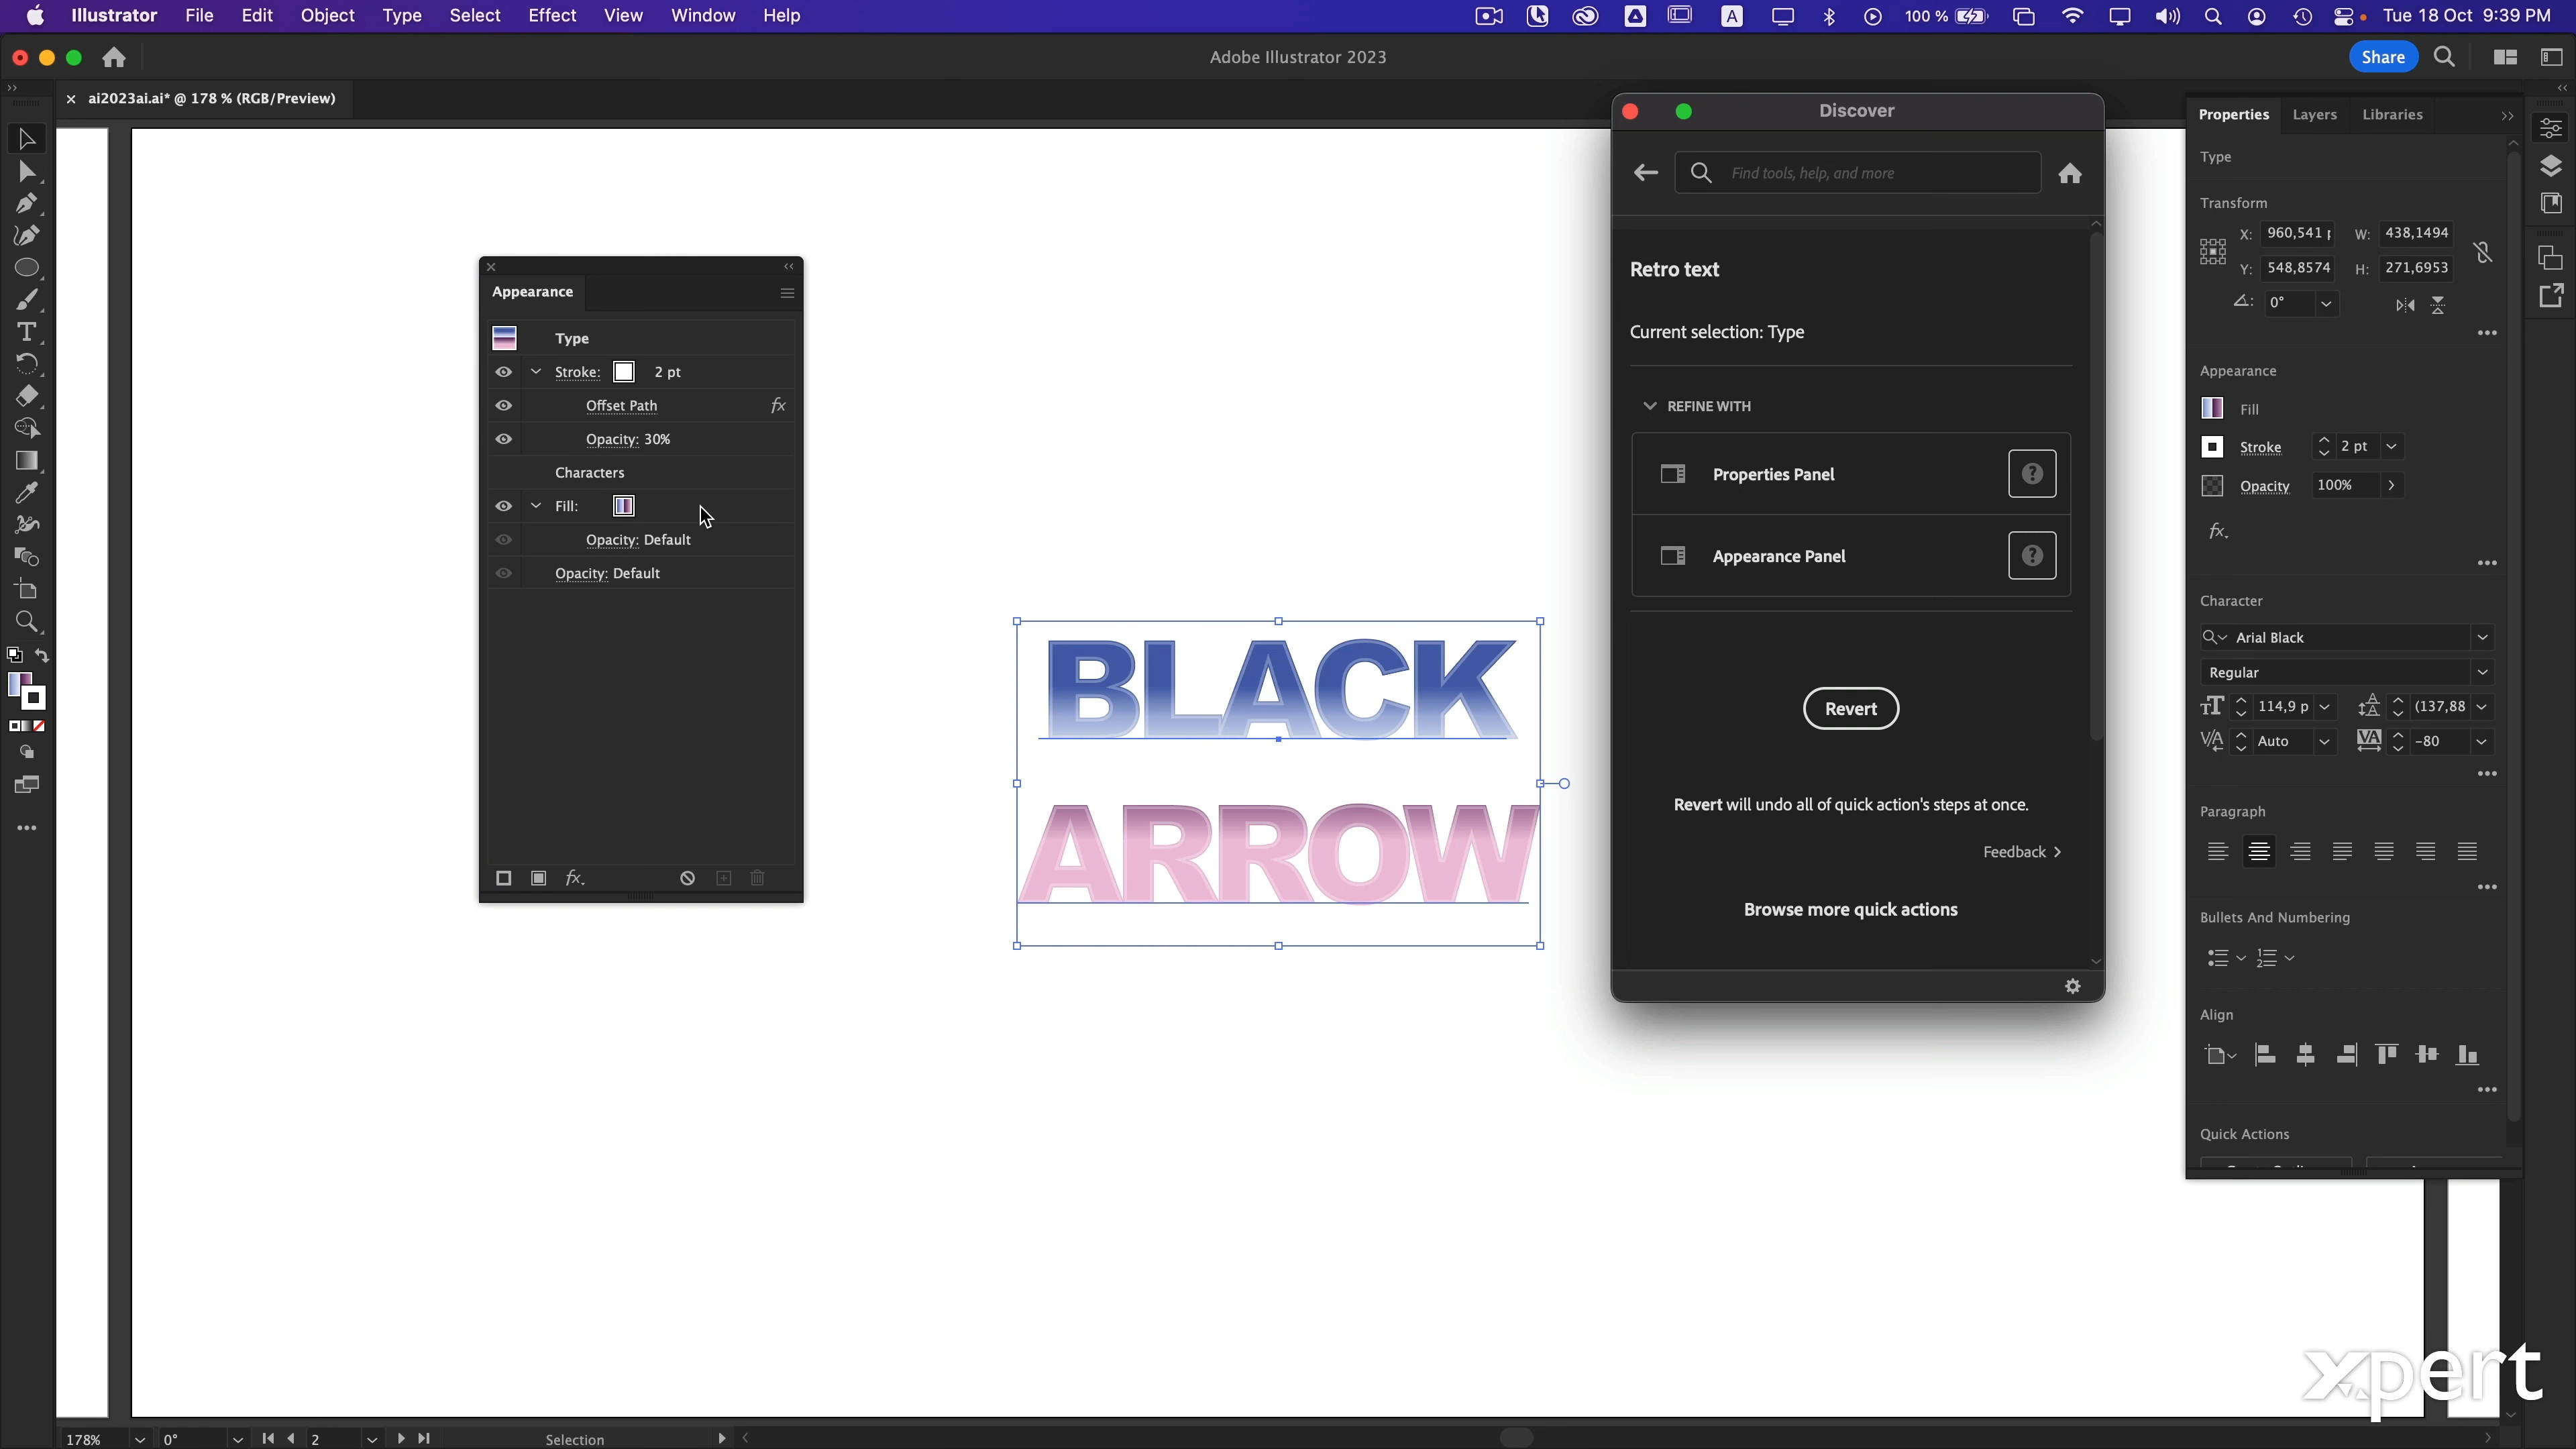 Illustrator File Edit Object Type Select Effect View Window Help
A
100 %
Tue 18 Oct 9:39 PM
Adobe Illustrator 2023
Share
× ai2023ai.ai* @ 178 % (RGB/Preview)
Appearance
Type
Stroke: 2 pt
Offset Path fx
Opacity: 30%
Characters
Fill:
Opacity: Default
Opacity: Default
fx
BLACK
ARROW
Discover
Find tools, help, and more
Retro text
Current selection: Type
REFINE WITH
Properties Panel ?
Appearance Panel ?
Revert
Revert will undo all of quick action's steps at once.
Feedback >
Browse more quick actions
Properties Layers Libraries
Type
Transform
X: 960,541 W: 438,1494
Y: 548,8574 H: 271,6953
0°
Appearance
Fill
Stroke 2 pt
Opacity 100%
fx
Character
Arial Black
Regular
114,9 p (137,88
Auto -80
Paragraph
Bullets And Numbering
Align
Quick Actions
178% 0° 2 Selection
xpert